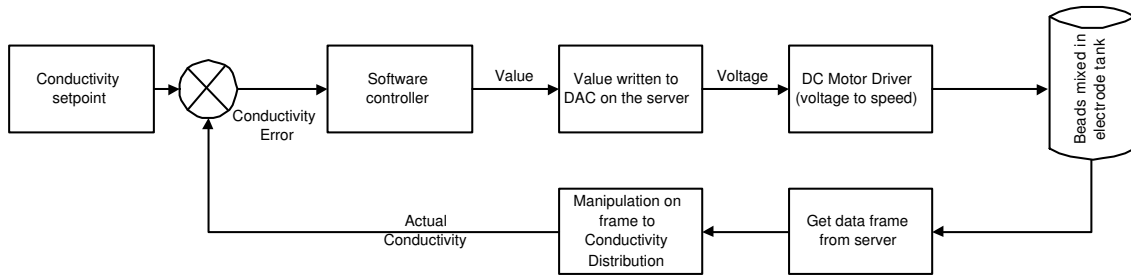 Conductivity
setpoint
Conductivity
Error
Software
controller
Value
Value written to
DAC on the server
Voltage
DC Motor Driver
(voltage to speed)
Beads mixed in
electrode tank
Get data frame
from server
Manipulation on
frame to
Conductivity
Distribution
Actual
Conductivity